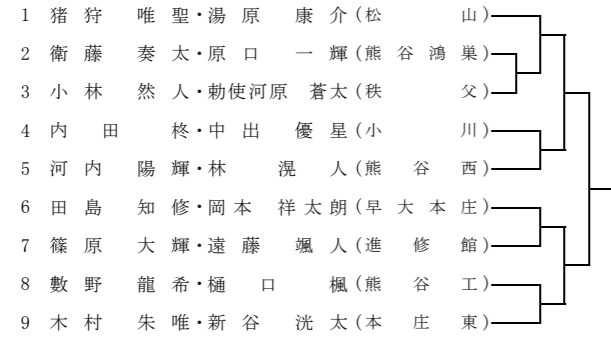 1 猪狩 唯聖・湯原 康介(松山)
2 衛藤 奏太・原口 一輝(熊谷鴻巣)
3 小林 然人・勅使河原 蒼太(秩父)
4 内田 柊・中出 優星(小川)
5 河内 陽輝・林 滉人(熊谷西)
6 田島 知修・岡本 祥太朗(早大本庄)
7 篠原 大輝・遠藤 颯人(進修館)
8 數野 龍希・樋口 楓(熊谷工)
9 木村 朱唯・新谷 洸太(本庄東)